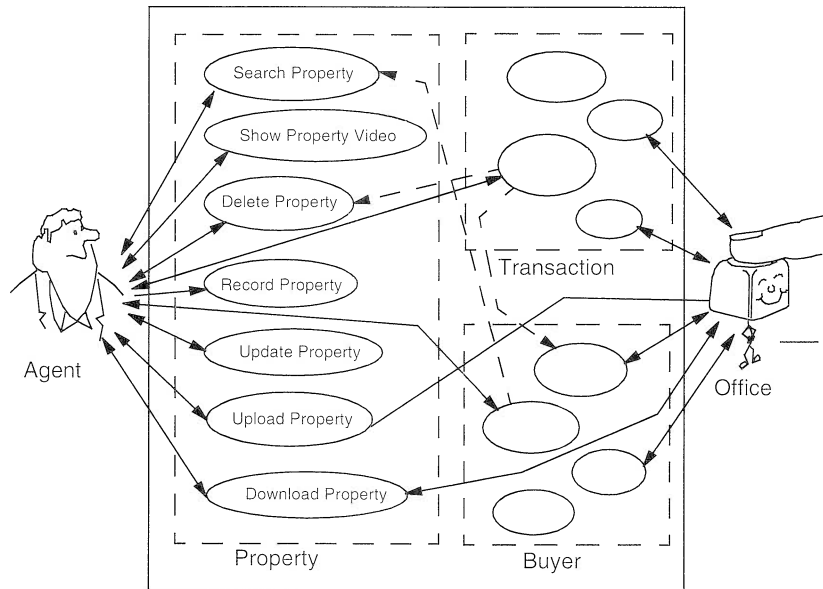 Search Property
Show Property Video
Delete Property
Record Property
Update Property
Upload Property
Download Property
Property
Transaction
Buyer
Agent
Office